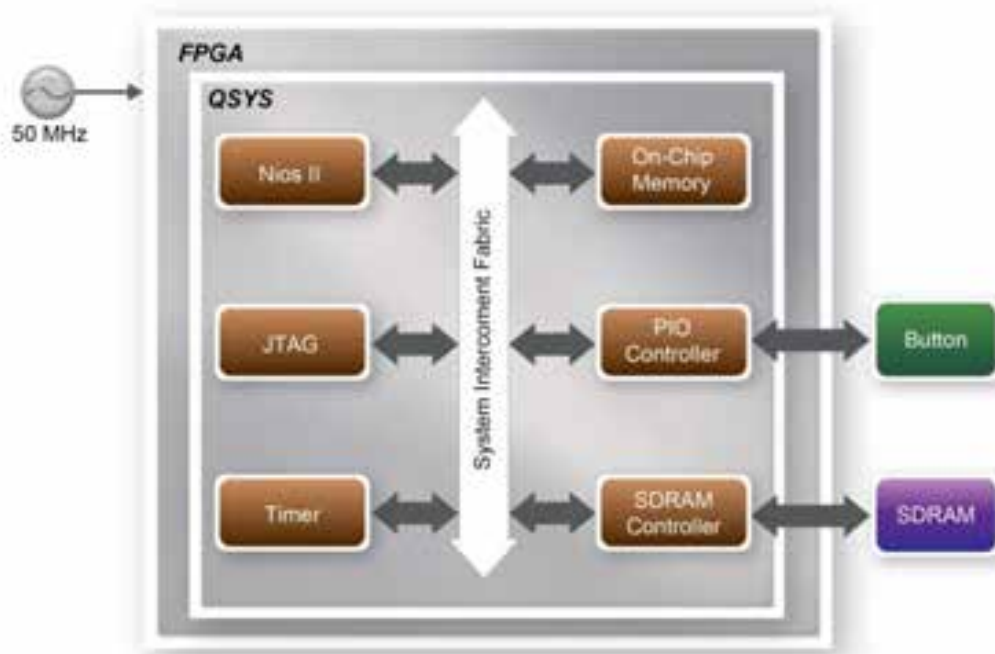 FPGA
QSYS
50 MHz
Nios II
On-Chip
Memory
System Intercoment Fabric
JTAG
PIO
Controller
Button
Timer
SDRAM
Controller
SDRAM